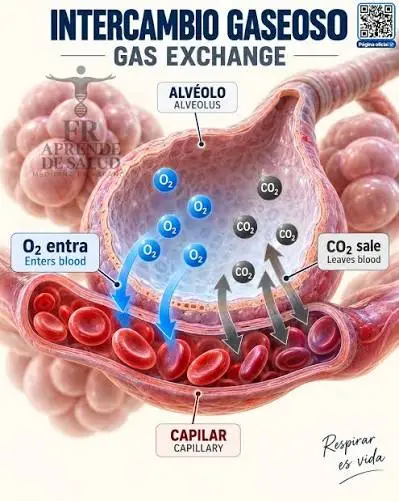 INTERCAMBIO GASEOSO
GAS EXCHANGE
Página oficial
ALVÉOLO
ALVEOLUS
FR
APRENDE
DE SALUD
O₂
O₂
O₂
O₂
O₂
CO₂
CO₂
CO₂
CO₂
O₂ entra
Enters blood
CO₂ sale
Leaves blood
CAPILAR
CAPILLARY
Respirar
es vida